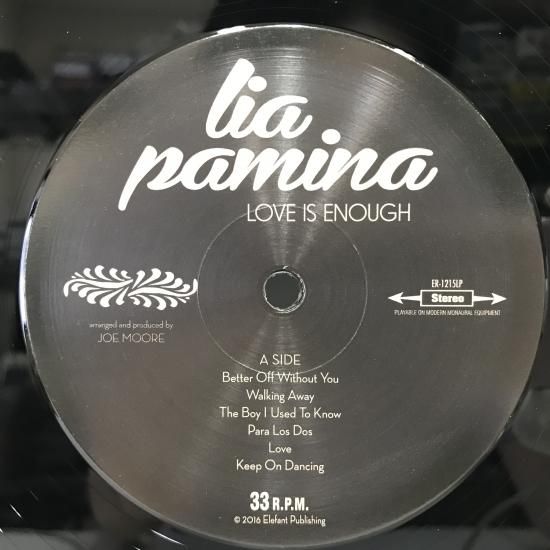 lia
pamina
LOVE IS ENOUGH
ER-1215LP
Stereo
PLAYABLE ON MODERN MONAURAL EQUIPMENT
arranged and produced by
JOE MOORE
A SIDE
Better Off Without You
Walking Away
The Boy I Used To Know
Para Los Dos
Love
Keep On Dancing
33 R.P.M.
© 2016 Elefant Publishing